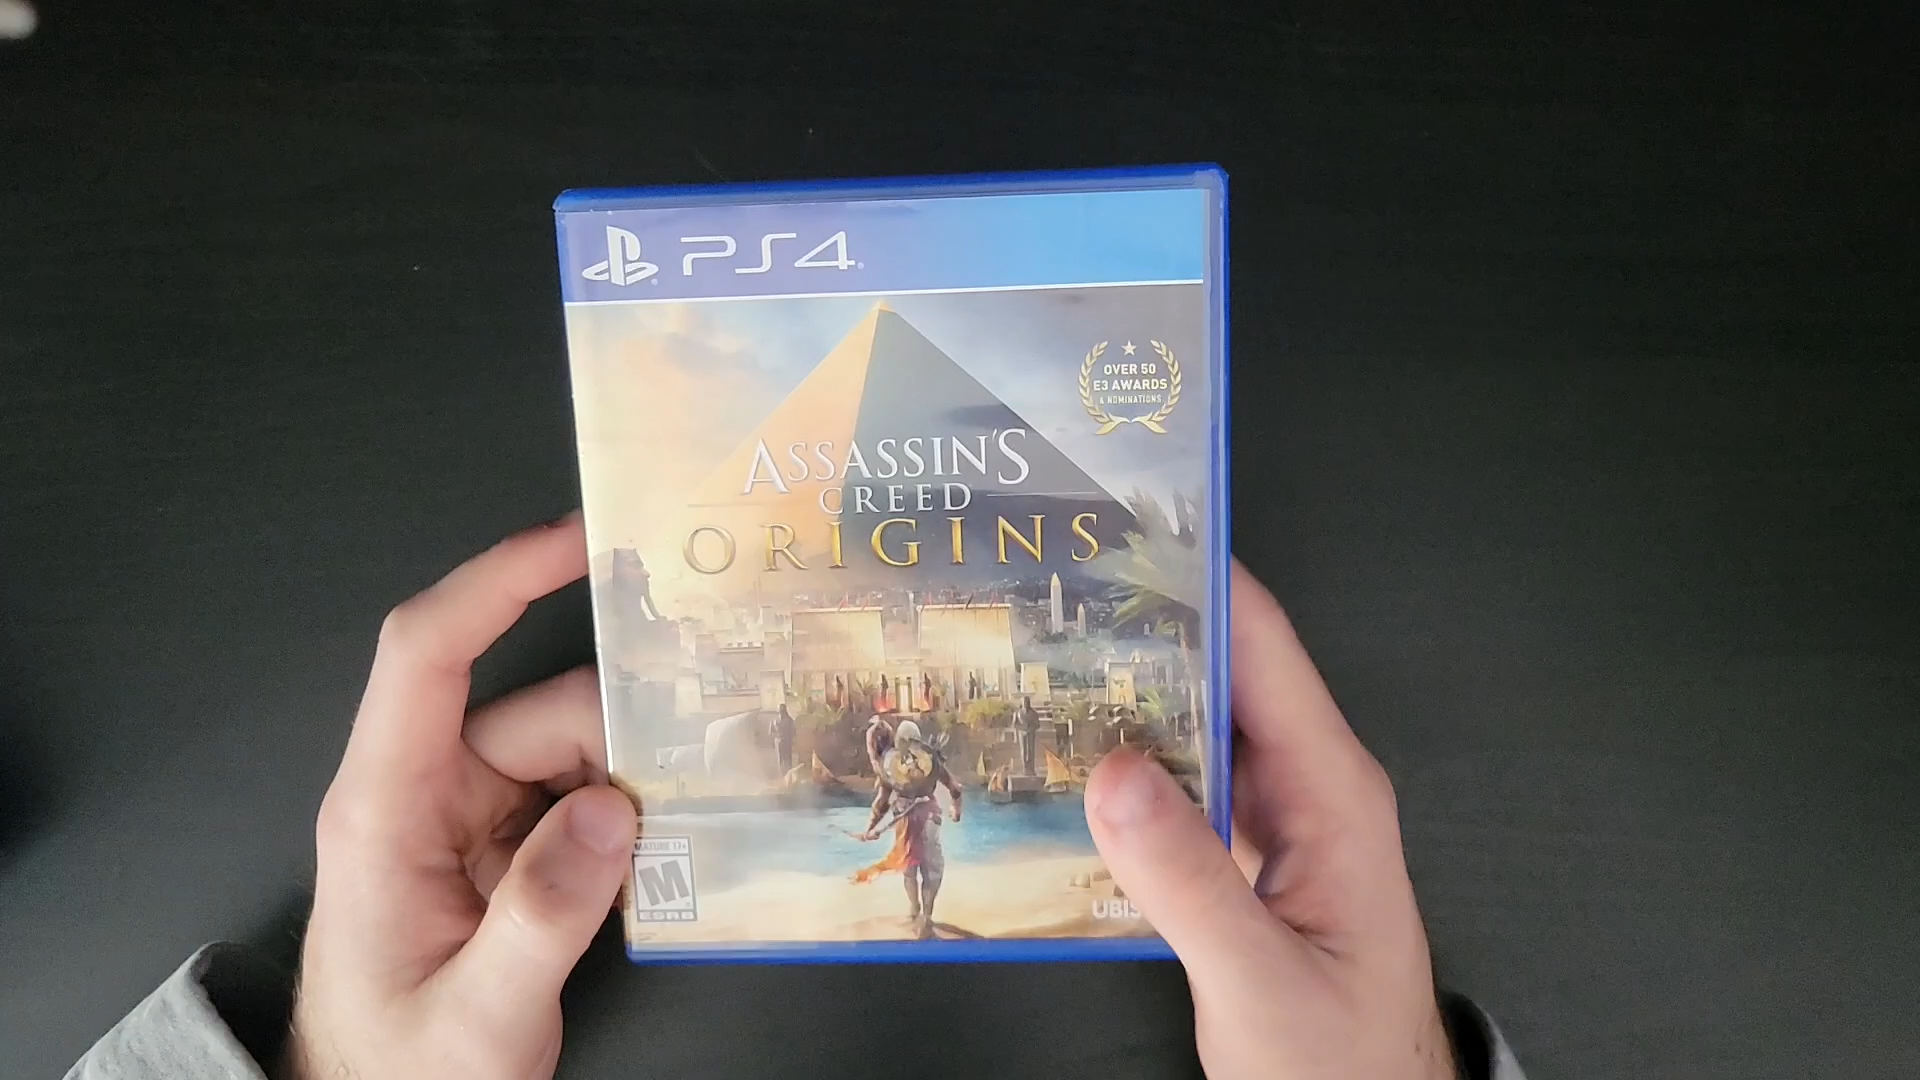 PS4
OVER 50
E3 AWARDS
& NOMINATIONS
ASSASSIN'S
CREED
ORIGINS
MATURE 17+
M
ESRB